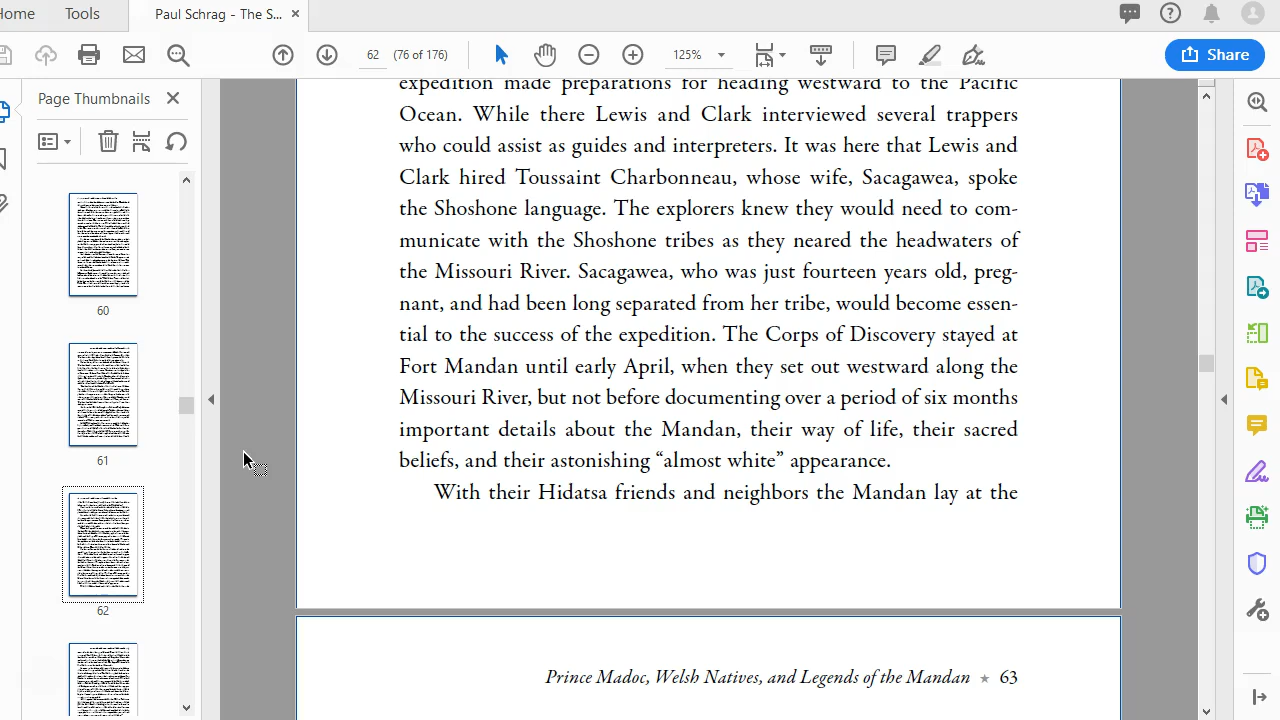 Home
Tools
Paul Schrag - The S...
62
(76 of 176)
125%
Share
Page Thumbnails
60
61
62
expedition made preparations for heading westward to the Pacific
Ocean. While there Lewis and Clark interviewed several trappers
who could assist as guides and interpreters. It was here that Lewis and
Clark hired Toussaint Charbonneau, whose wife, Sacagawea, spoke
the Shoshone language. The explorers knew they would need to com-
municate with the Shoshone tribes as they neared the headwaters of
the Missouri River. Sacagawea, who was just fourteen years old, preg-
nant, and had been long separated from her tribe, would become essen-
tial to the success of the expedition. The Corps of Discovery stayed at
Fort Mandan until early April, when they set out westward along the
Missouri River, but not before documenting over a period of six months
important details about the Mandan, their way of life, their sacred
beliefs, and their astonishing “almost white” appearance.
With their Hidatsa friends and neighbors the Mandan lay at the
Prince Madoc, Welsh Natives, and Legends of the Mandan ★ 63